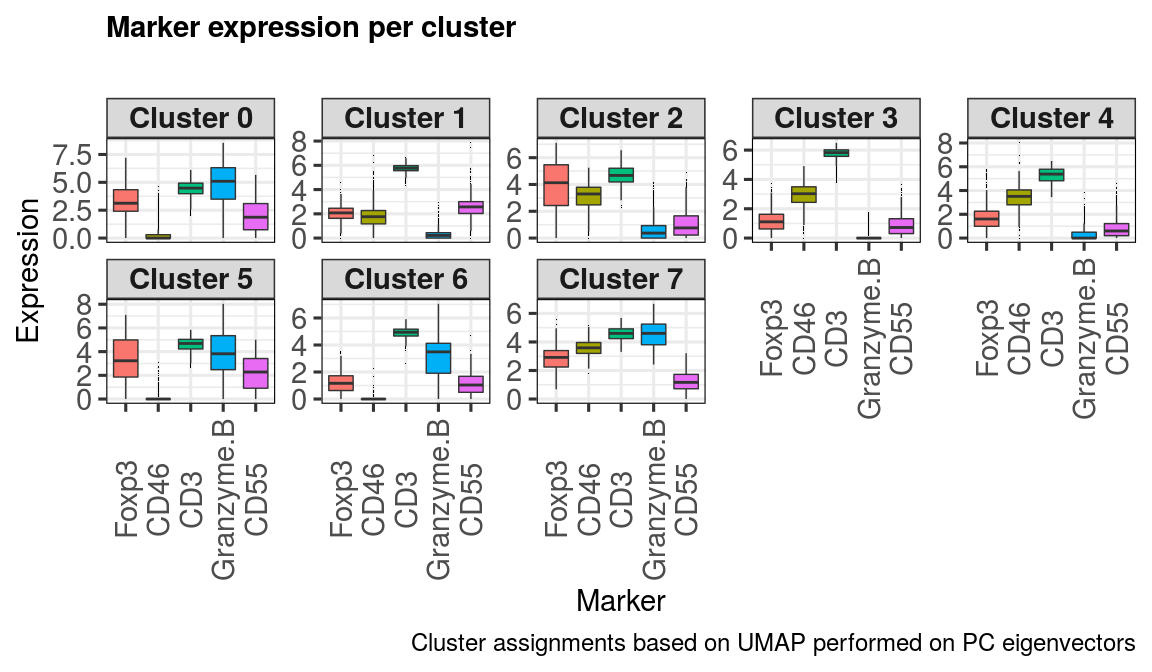 Marker expression per cluster
Cluster 0 Cluster 1 Cluster 2 Cluster 3 Cluster 4
7.5 5.0 2.5 0.0
8 6 4 2 0
6 4 2 0
6 4 2 0
8 6 4 2 0
Expression
Cluster 5 Cluster 6 Cluster 7
8 6 4 2 0
6 4 2 0
6 4 2 0
Foxp3 CD46 CD3 Granzyme.B CD55
Foxp3 CD46 CD3 Granzyme.B CD55
Foxp3 CD46 CD3 Granzyme.B CD55
Foxp3 CD46 CD3 Granzyme.B CD55
Foxp3 CD46 CD3 Granzyme.B CD55
Marker
Cluster assignments based on UMAP performed on PC eigenvectors